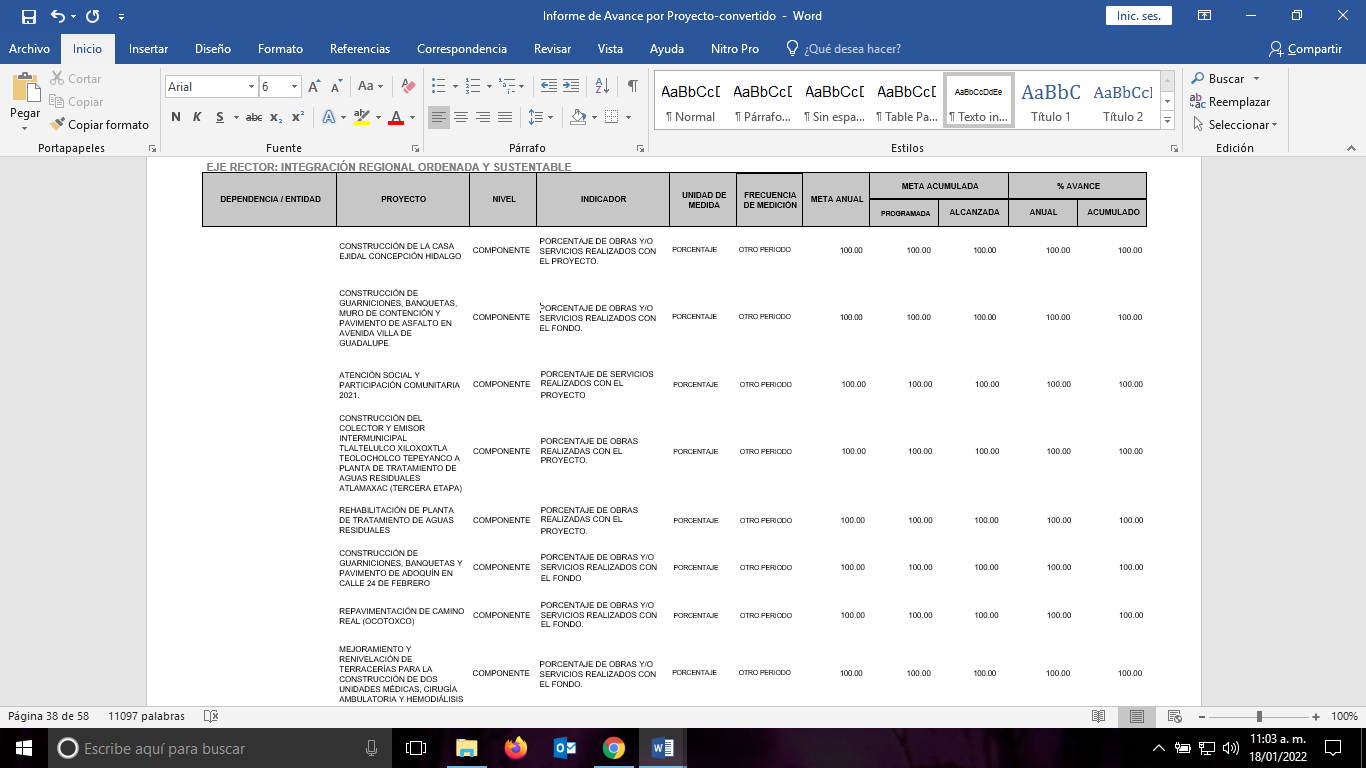 Informe de Avance por Proyecto-convertido - Word
Inic. ses.
Archivo Inicio Insertar Diseño Formato Referencias Correspondencia Revisar Vista Ayuda Nitro Pro ¿Qué desea hacer? Compartir
Pegar
Cortar
Copiar
Copiar formato
Portapapeles
Arial 6
Aa
N K S abc x₂ x²
A aby A
Fuente
Párrafo
AaBbCcD AaBbCcD AaBbCcD AaBbCcD AaBbCcDdEe AaBbC AaBbCcI
¶ Normal ¶ Párrafo... ¶ Sin espa... ¶ Table Pa... ¶ Texto in... Título 1 Título 2
Estilos
Buscar
Reemplazar
Seleccionar
Edición
EJE RECTOR: INTEGRACIÓN REGIONAL ORDENADA Y SUSTENTABLE
DEPENDENCIA / ENTIDAD
PROYECTO
NIVEL
INDICADOR
UNIDAD DE
MEDIDA
FRECUENCIA
DE MEDICIÓN
META ANUAL
META ACUMULADA
PROGRAMADA ALCANZADA
% AVANCE
ANUAL ACUMULADO
CONSTRUCCIÓN DE LA CASA
EJIDAL CONCEPCIÓN HIDALGO
COMPONENTE
PORCENTAJE DE OBRAS Y/O
SERVICIOS REALIZADOS CON
EL PROYECTO.
PORCENTAJE OTRO PERIODO 100.00 100.00 100.00 100.00 100.00
CONSTRUCCIÓN DE
GUARNICIONES, BANQUETAS,
MURO DE CONTENCIÓN Y
PAVIMENTO DE ASFALTO EN
AVENIDA VILLA DE
GUADALUPE.
COMPONENTE
PORCENTAJE DE OBRAS Y/O
SERVICIOS REALIZADOS CON
EL FONDO.
PORCENTAJE OTRO PERIODO 100.00 100.00 100.00 100.00 100.00
ATENCIÓN SOCIAL Y
PARTICIPACIÓN COMUNITARIA
2021.
COMPONENTE
PORCENTAJE DE SERVICIOS
REALIZADOS CON EL
PROYECTO
PORCENTAJE OTRO PERIODO 100.00 100.00 100.00 100.00 100.00
CONSTRUCCIÓN DEL
COLECTOR Y EMISOR
INTERMUNICIPAL
TLALTELULCO XILOXOXTLA
TEOLOCHOLCO TEPEYANCO A
PLANTA DE TRATAMIENTO DE
AGUAS RESIDUALES
ATLAMAXAC (TERCERA ETAPA)
COMPONENTE
PORCENTAJE DE OBRAS
REALIZADAS CON EL
PROYECTO.
PORCENTAJE OTRO PERIODO 100.00 100.00 100.00 100.00 100.00
REHABILITACIÓN DE PLANTA
DE TRATAMIENTO DE AGUAS
RESIDUALES
COMPONENTE
PORCENTAJE DE OBRAS
REALIZADAS CON EL
PROYECTO.
PORCENTAJE OTRO PERIODO 100.00 100.00 100.00 100.00 100.00
CONSTRUCCIÓN DE
GUARNICIONES, BANQUETAS Y
PAVIMENTO DE ADOQUÍN EN
CALLE 24 DE FEBRERO
COMPONENTE
PORCENTAJE DE OBRAS Y/O
SERVICIOS REALIZADOS CON
EL FONDO
PORCENTAJE OTRO PERIODO 100.00 100.00 100.00 100.00 100.00
REPAVIMENTACIÓN DE CAMINO
REAL (OCOTOXCO)
COMPONENTE
PORCENTAJE DE OBRAS Y/O
SERVICIOS REALIZADOS CON
EL FONDO.
PORCENTAJE OTRO PERIODO 100.00 100.00 100.00 100.00 100.00
MEJORAMIENTO Y
RENIVELACIÓN DE
TERRACERÍAS PARA LA
CONSTRUCCIÓN DE DOS
UNIDADES MÉDICAS, CIRUGÍA
AMBULATORIA Y HEMODIÁLISIS
COMPONENTE
PORCENTAJE DE OBRAS Y/O
SERVICIOS REALIZADOS CON
EL FONDO.
PORCENTAJE OTRO PERIODO 100.00 100.00 100.00 100.00 100.00
Página 38 de 58 11097 palabras
100%
Escribe aquí para buscar
11:03 a. m.
18/01/2022